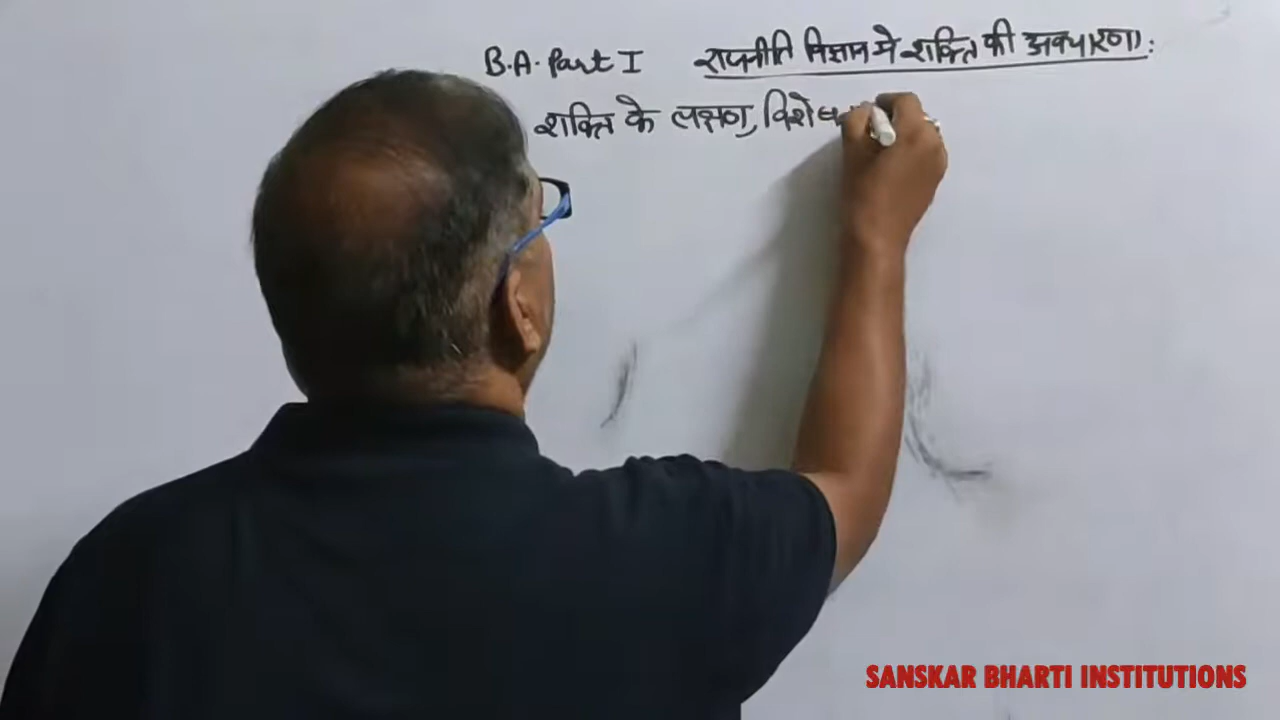 B.A. Part I राजनीति विज्ञान मे शक्ति की अवधारणा :
शक्ति के लक्षण, विशेष
SANSKAR BHARTI INSTITUTIONS